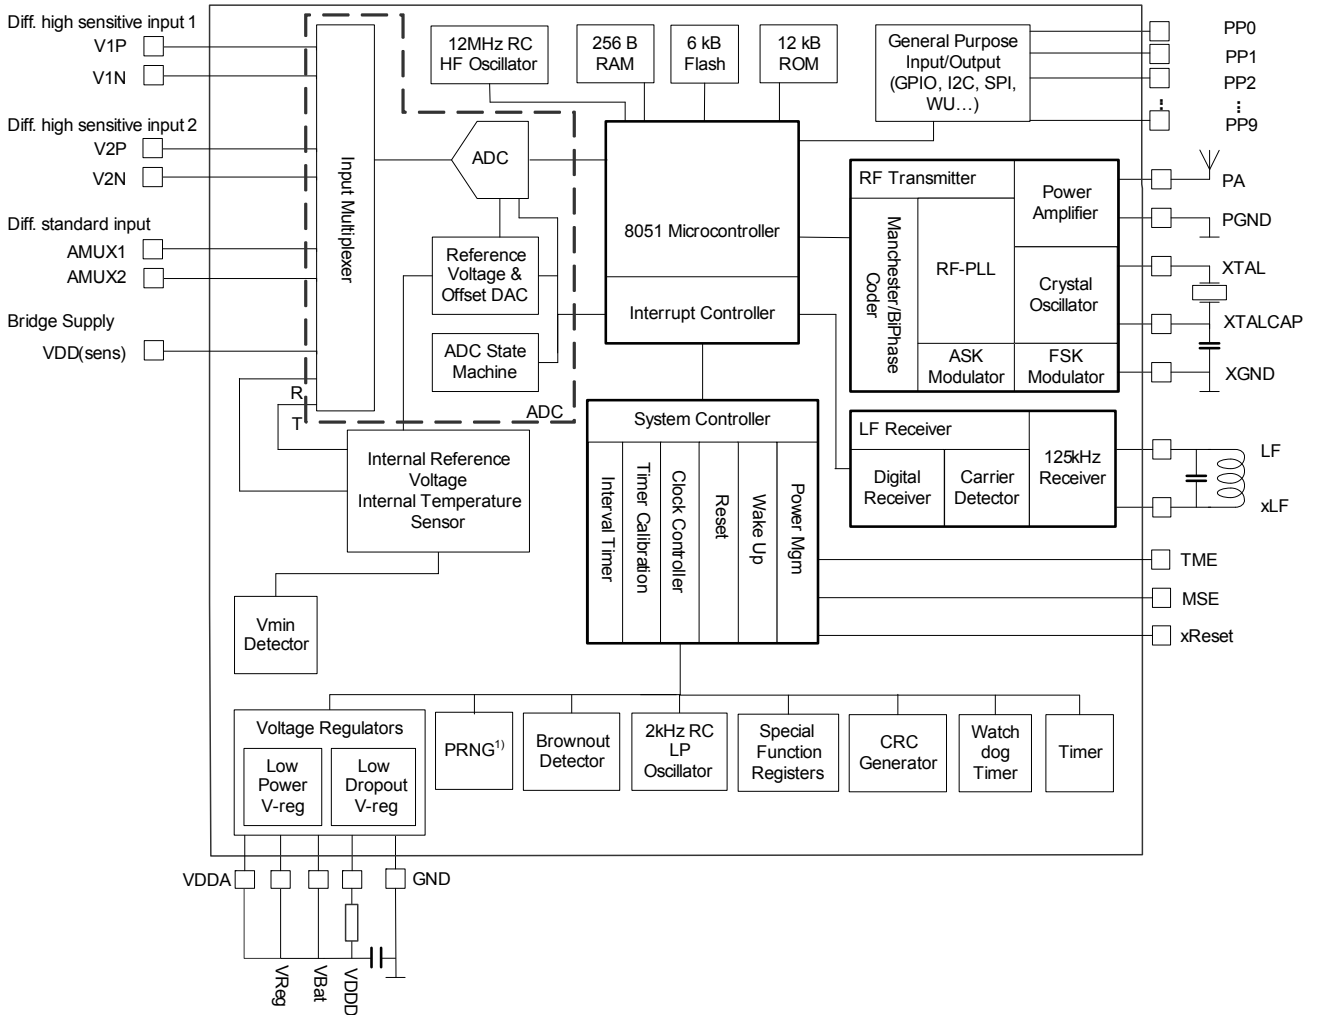 Diff. high sensitive input 1
V1P
V1N
Diff. high sensitive input 2
V2P
V2N
Diff. standard input
AMUX1
AMUX2
Bridge Supply
VDD(sens)
Input Multiplexer
R
T
12MHz RC
HF Oscillator
256 B
RAM
6 kB
Flash
12 kB
ROM
General Purpose
Input/Output
(GPIO, I2C, SPI,
WU…)
PP0
PP1
PP2
⋮
PP9
ADC
Reference
Voltage &
Offset DAC
ADC State
Machine
ADC
8051 Microcontroller
Interrupt Controller
RF Transmitter
Manchester/BiPhase
Coder
RF-PLL
Power
Amplifier
Crystal
Oscillator
ASK
Modulator
FSK
Modulator
PA
PGND
XTAL
XTALCAP
XGND
Internal Reference
Voltage
Internal Temperature
Sensor
System Controller
Interval Timer
Timer Calibration
Clock Controller
Reset
Wake Up
Power Mgm
LF Receiver
Digital
Receiver
Carrier
Detector
125kHz
Receiver
LF
xLF
TME
MSE
xReset
Vmin
Detector
Voltage Regulators
Low
Power
V-reg
Low
Dropout
V-reg
PRNG1)
Brownout
Detector
2kHz RC
LP
Oscillator
Special
Function
Registers
CRC
Generator
Watch
dog
Timer
Timer
VDDA
GND
VReg
VBat
VDDD